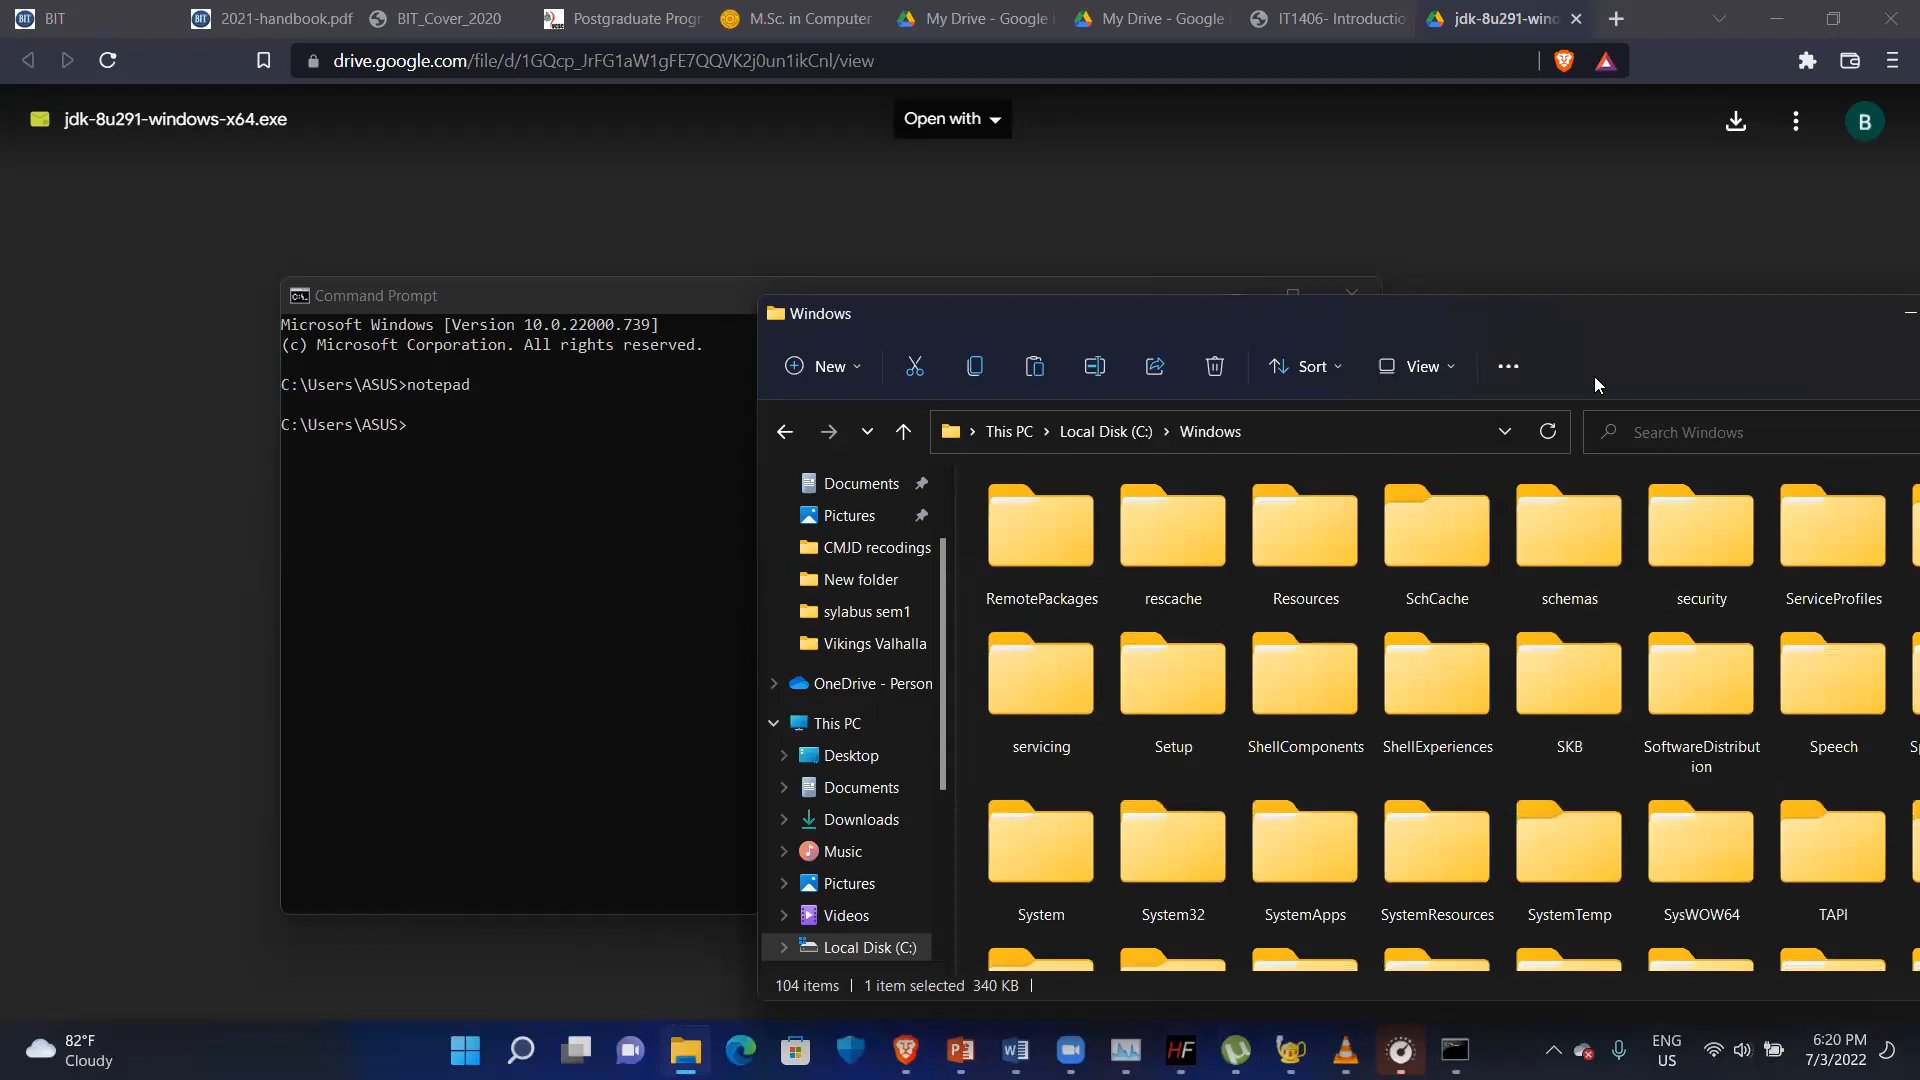 BIT
2021-handbook.pdf
BIT_Cover_2020
Postgraduate Prog
M.Sc. in Computer
My Drive - Google
My Drive - Google
IT1406- Introductio
jdk-8u291-wind
drive.google.com/file/d/1GQcp_JrFG1aW1gFE7QQVK2j0un1ikCnl/view
jdk-8u291-windows-x64.exe
Open with
B
Command Prompt
Microsoft Windows [Version 10.0.22000.739]
(c) Microsoft Corporation. All rights reserved.
C:\Users\ASUS>notepad
C:\Users\ASUS>
Windows
New
Sort
View
This PC > Local Disk (C:) > Windows
Search Windows
Documents
Pictures
CMJD recodings
New folder
sylabus sem1
Vikings Valhalla
OneDrive - Person
This PC
Desktop
Documents
Downloads
Music
Pictures
Videos
Local Disk (C:)
RemotePackages
rescache
Resources
SchCache
schemas
security
ServiceProfiles
servicing
Setup
ShellComponents
ShellExperiences
SKB
SoftwareDistribut
ion
Speech
System
System32
SystemApps
SystemResources
SystemTemp
SysWOW64
TAPI
104 items
1 item selected 340 KB
82°F
Cloudy
ENG
US
6:20 PM
7/3/2022